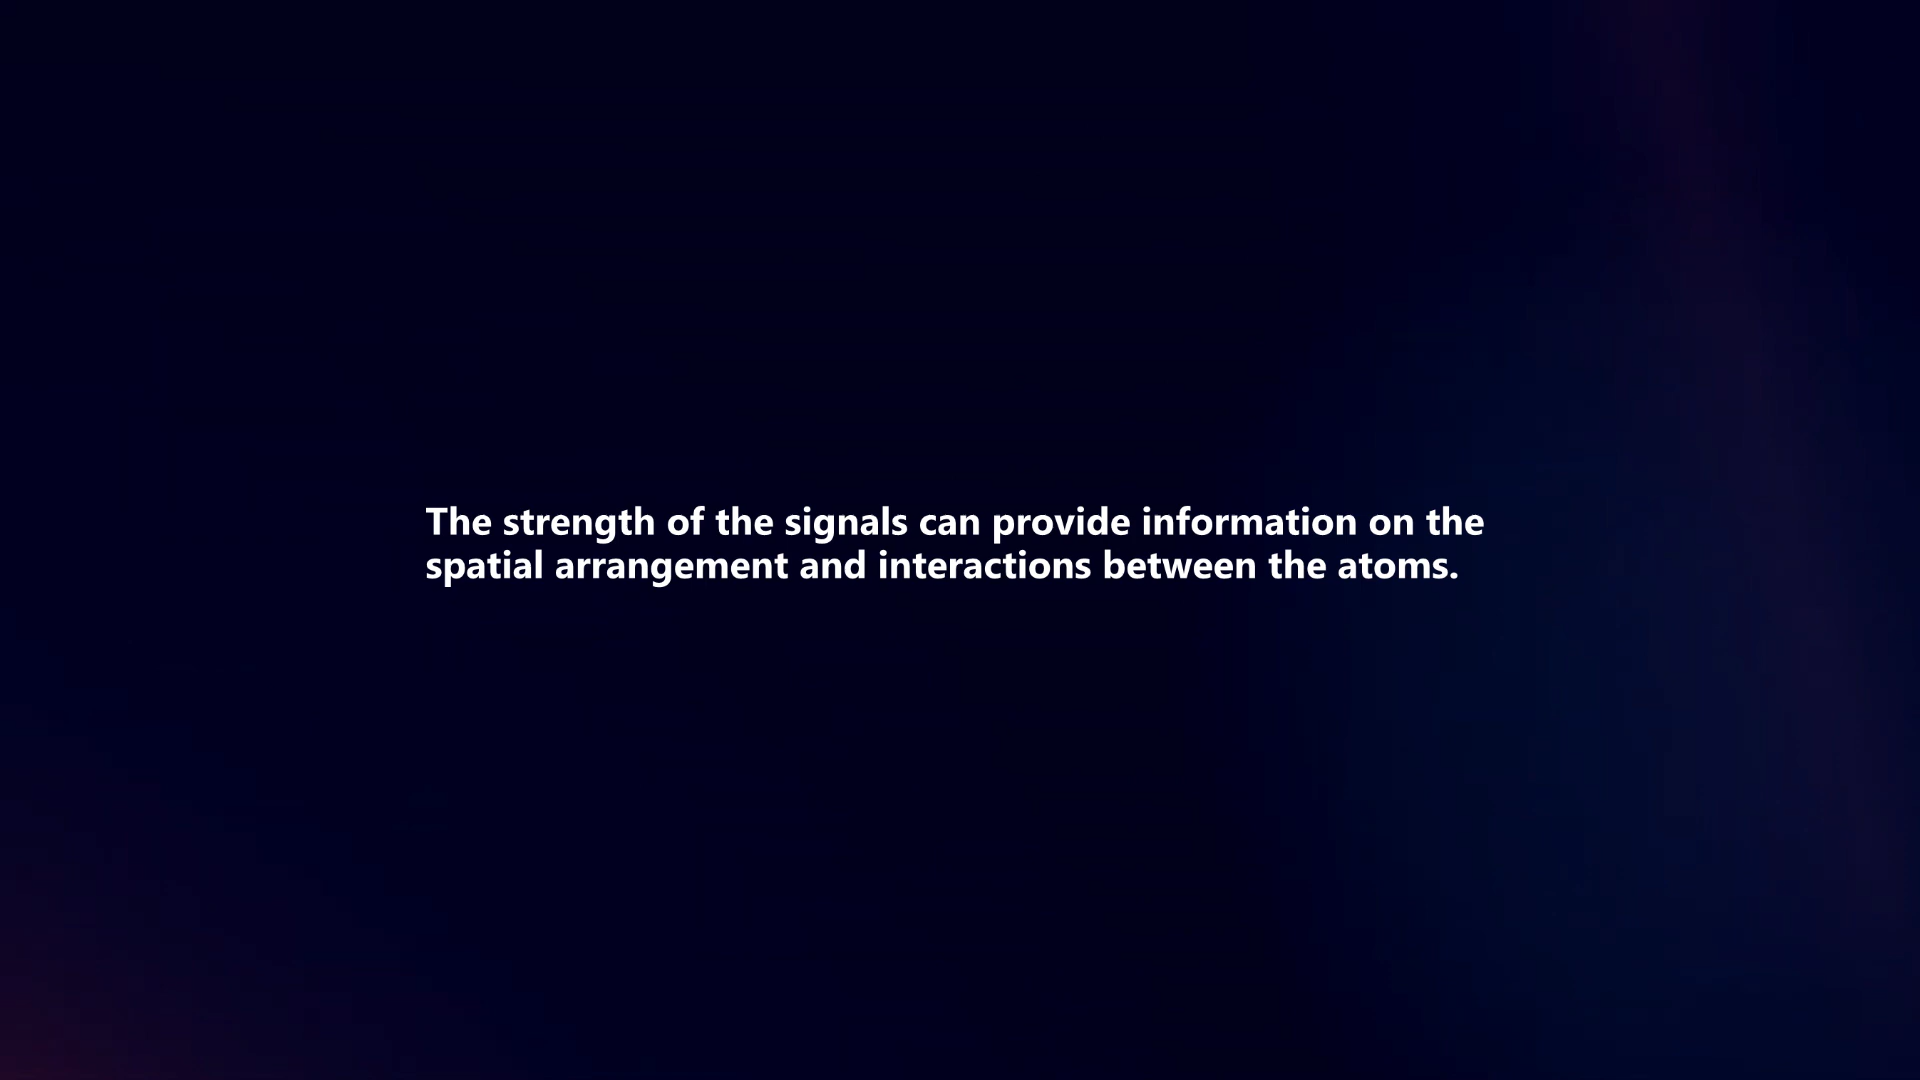 The strength of the signals can provide information on the
spatial arrangement and interactions between the atoms.